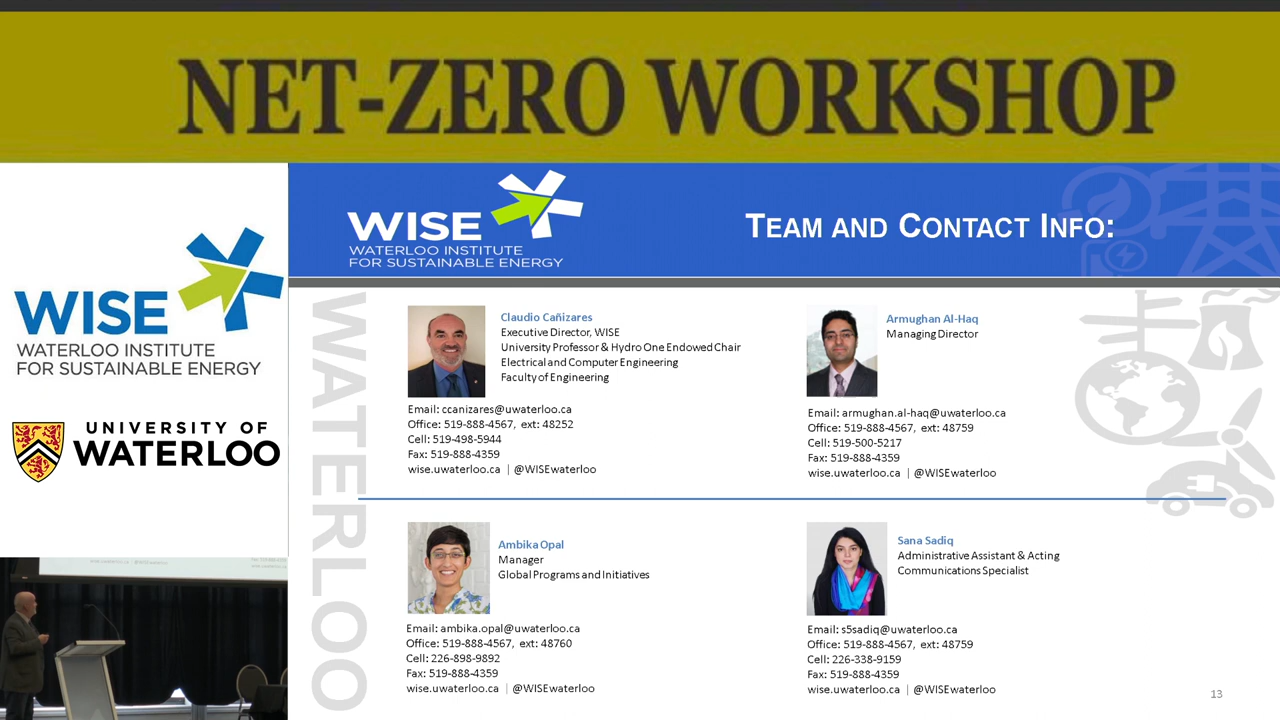 NET-ZERO WORKSHOP
WISE
WATERLOO INSTITUTE
FOR SUSTAINABLE ENERGY
UNIVERSITY OF
WATERLOO
WISE
WATERLOO INSTITUTE
FOR SUSTAINABLE ENERGY
TEAM AND CONTACT INFO:
WATERLOO
Claudio Cañizares
Executive Director, WISE
University Professor & Hydro One Endowed Chair
Electrical and Computer Engineering
Faculty of Engineering
Email: ccanizares@uwaterloo.ca
Office: 519-888-4567, ext: 48252
Cell: 519-498-5944
Fax: 519-888-4359
wise.uwaterloo.ca | @WISEwaterloo
Armughan Al-Haq
Managing Director
Email: armughan.al-haq@uwaterloo.ca
Office: 519-888-4567, ext: 48759
Cell: 519-500-5217
Fax: 519-888-4359
wise.uwaterloo.ca | @WISEwaterloo
Ambika Opal
Manager
Global Programs and Initiatives
Email: ambika.opal@uwaterloo.ca
Office: 519-888-4567, ext: 48760
Cell: 226-898-9892
Fax: 519-888-4359
wise.uwaterloo.ca | @WISEwaterloo
Sana Sadiq
Administrative Assistant & Acting
Communications Specialist
Email: s5sadiq@uwaterloo.ca
Office: 519-888-4567, ext: 48759
Cell: 226-338-9159
Fax: 519-888-4359
wise.uwaterloo.ca | @WISEwaterloo
13